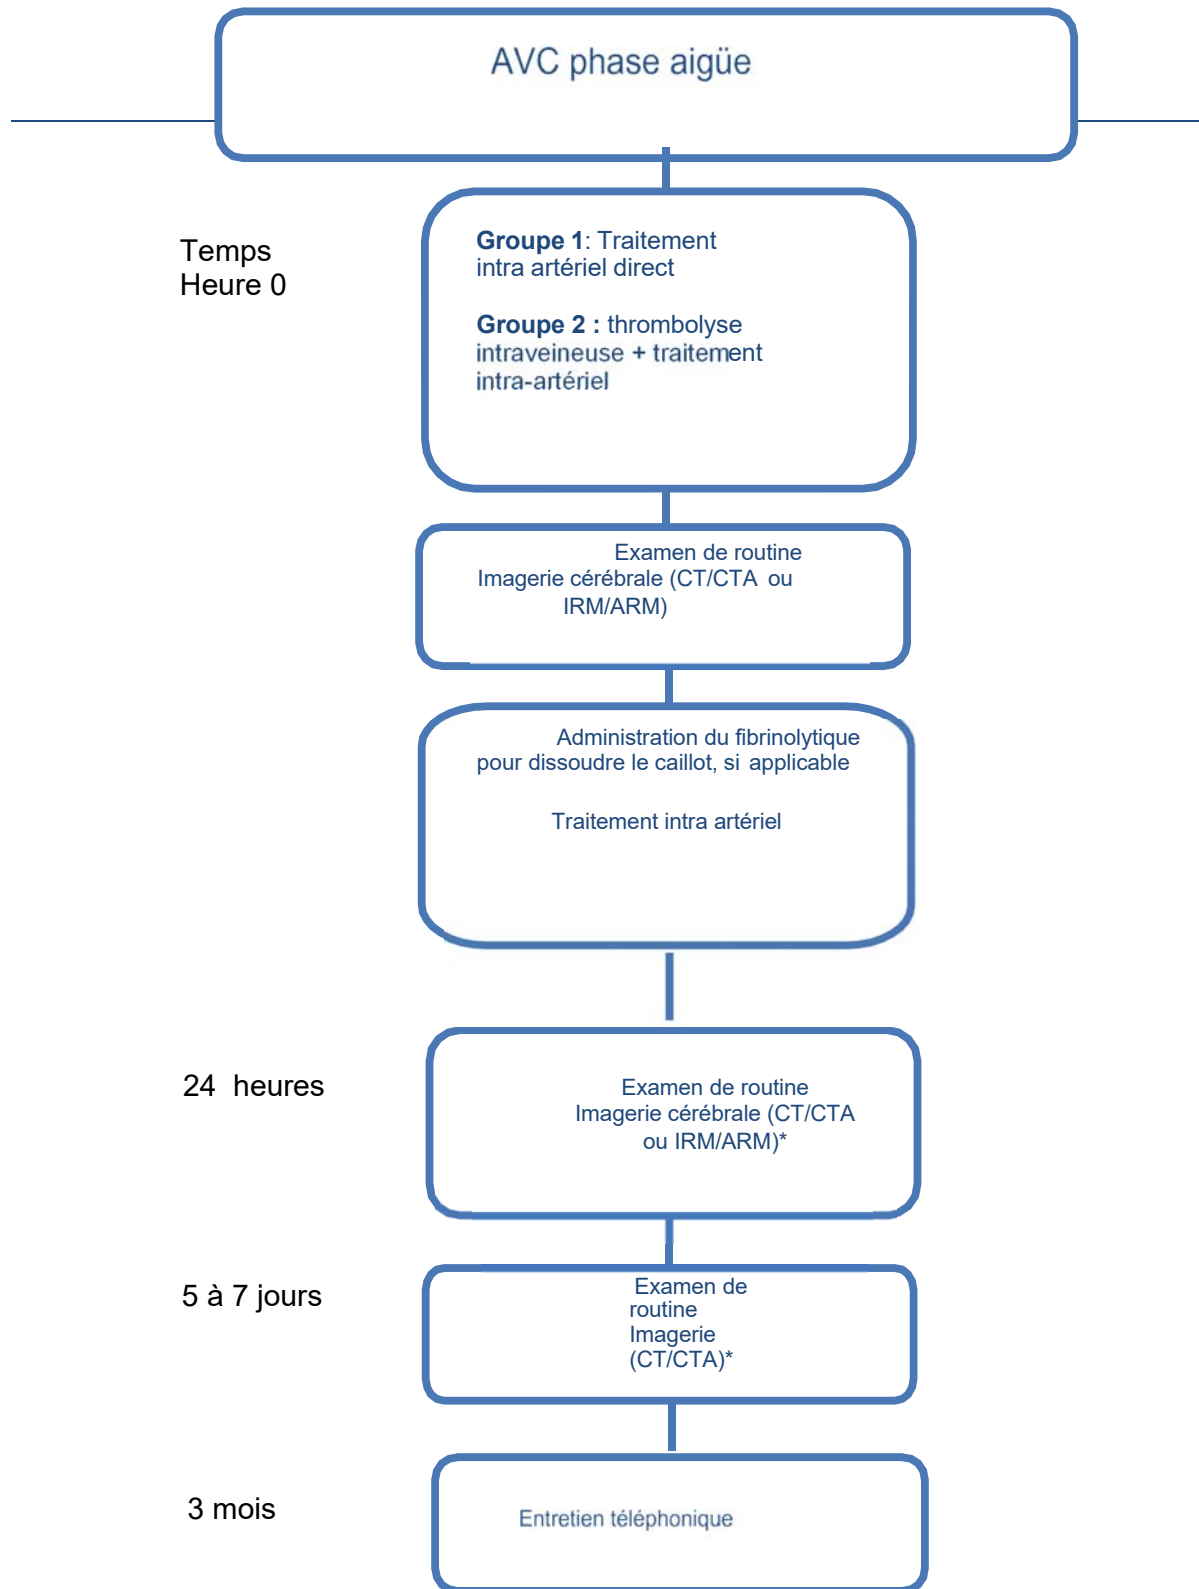 AVC phase aigüe
Temps
Heure 0
Groupe 1: Traitement
intra artériel direct
Groupe 2 : thrombolyse
intraveineuse + traitement
intra-artériel
Examen de routine
Imagerie cérébrale (CT/CTA ou
IRM/ARM)
Administration du fibrinolytique
pour dissoudre le caillot, si applicable
Traitement intra artériel
24 heures
Examen de routine
Imagerie cérébrale (CT/CTA
ou IRM/ARM)*
5 à 7 jours
Examen de
routine
Imagerie
(CT/CTA)*
3 mois
Entretien téléphonique